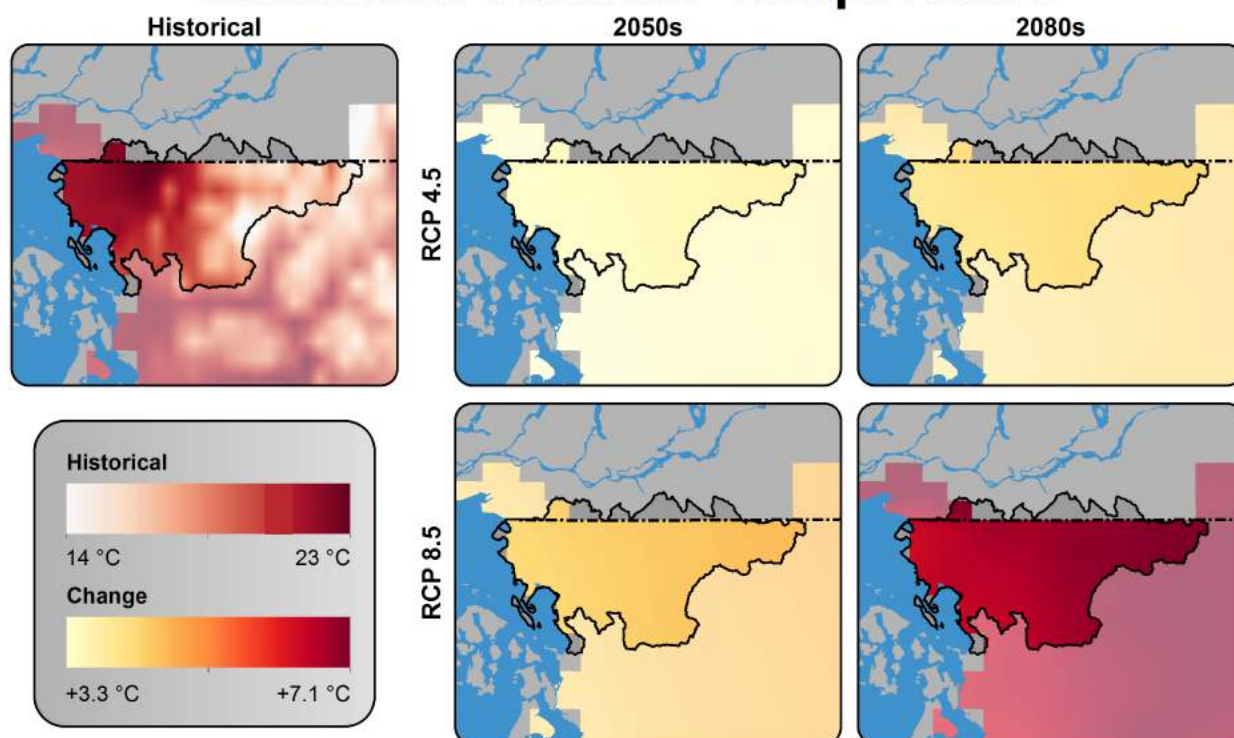 Historical
2050s
2080s
RCP 4.5
RCP 8.5
Historical
14 °C 23 °C
Change
+3.3 °C +7.1 °C